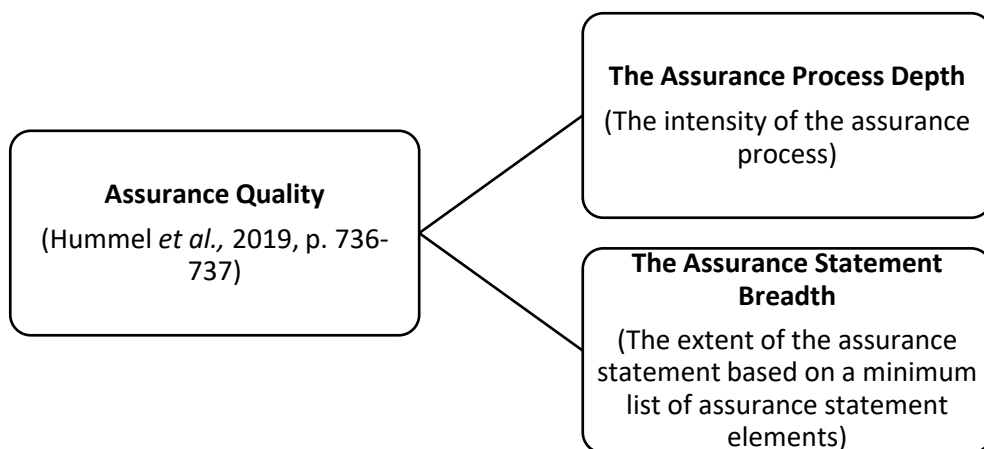 Assurance Quality
(Hummel et al., 2019, p. 736-
737)
The Assurance Process Depth
(The intensity of the assurance
process)
The Assurance Statement
Breadth
(The extent of the assurance
statement based on a minimum
list of assurance statement
elements)